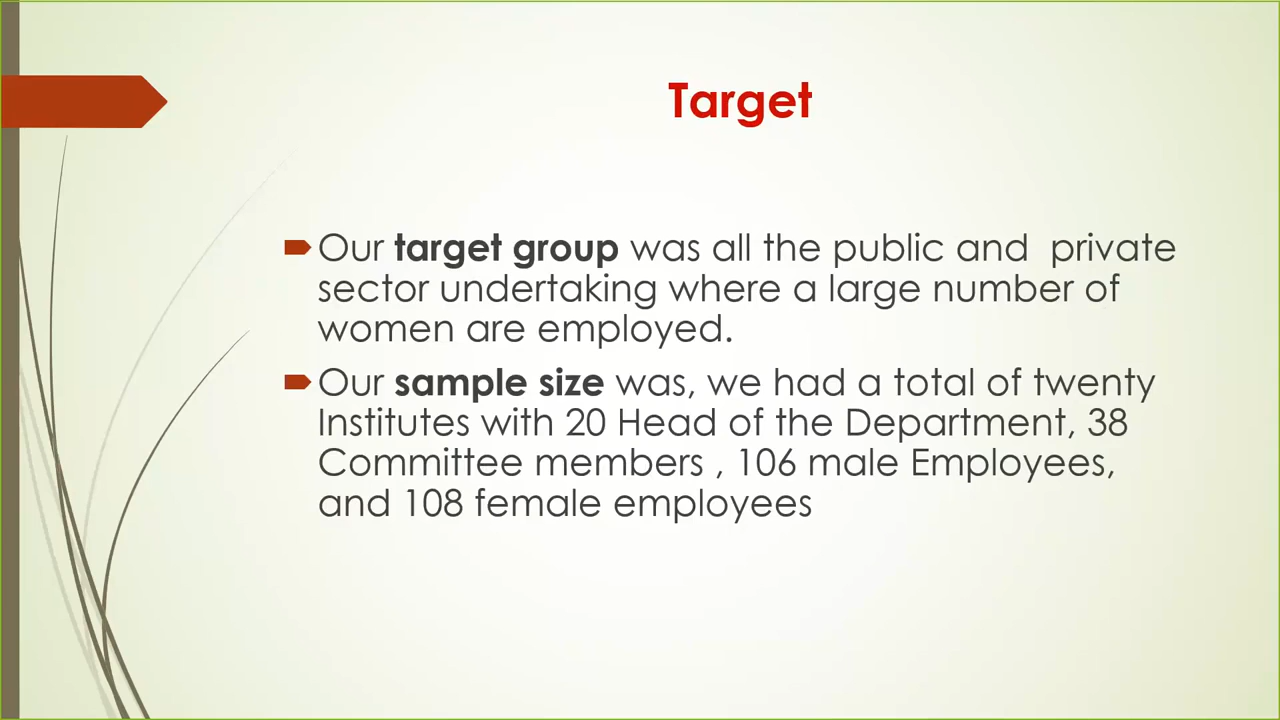 Target
Our target group was all the public and  private
sector undertaking where a large number of
women are employed.
Our sample size was, we had a total of twenty
Institutes with 20 Head of the Department, 38
Committee members , 106 male Employees,
and 108 female employees